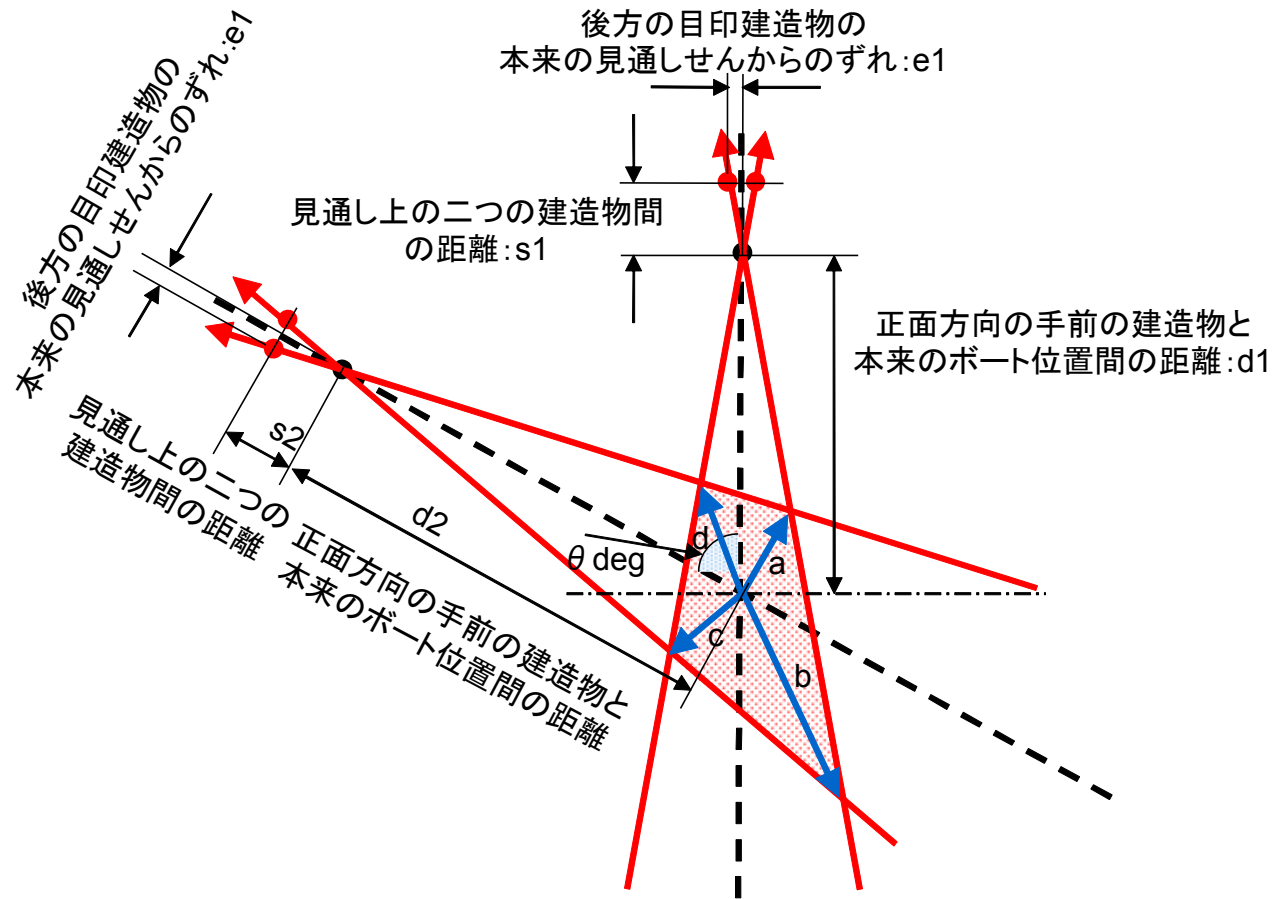 後方の目印建造物の
本来の見通しせんからのずれ:e1
後方の目印建造物の
本来の見通しせんからのずれ:e1
見通し上の二つの建造物間
の距離:s1
正面方向の手前の建造物と
本来のボート位置間の距離:d1
見通し上の二つの
建造物間の距離
s2
d2
正面方向の手前の建造物と
本来のボート位置間の距離
θ deg
d
a
c
b